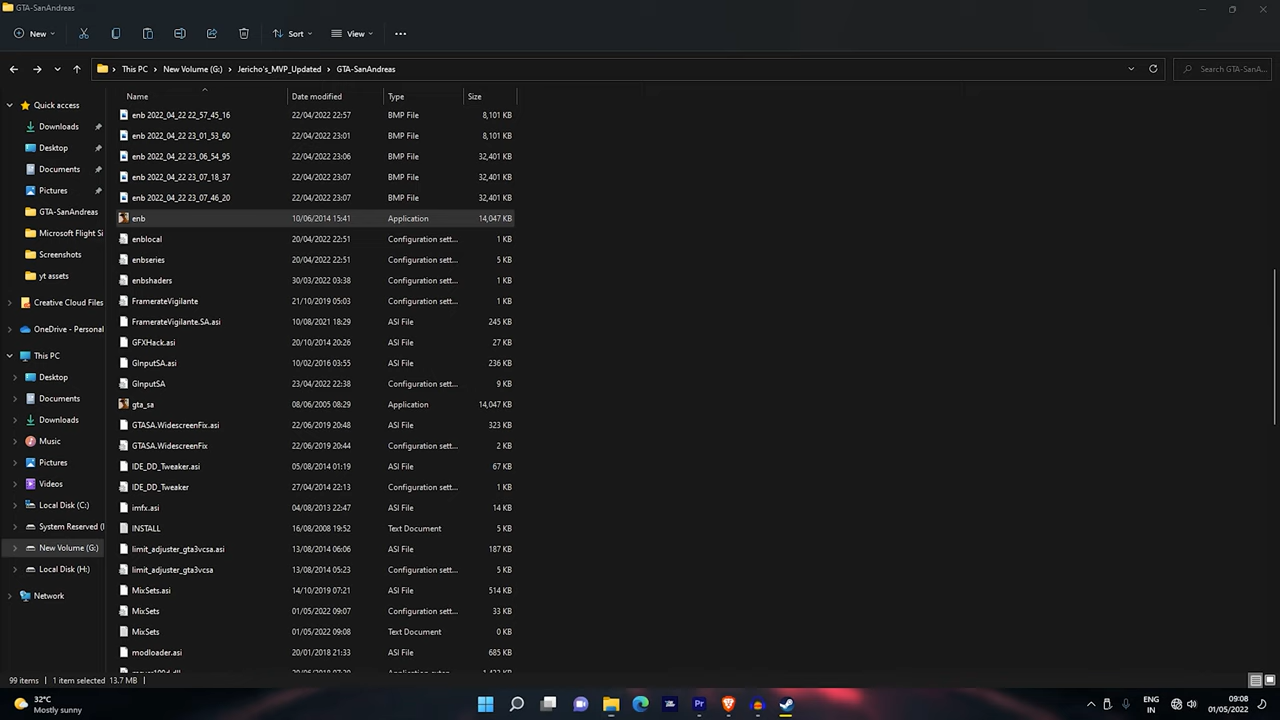 GTA-SanAndreas
New
Sort
View
This PC
New Volume (G:)
Jericho's_MVP_Updated
GTA-SanAndreas
Search GTA-SanA...
Name
Date modified
Type
Size
Quick access
Downloads
Desktop
Documents
Pictures
GTA-SanAndreas
Microsoft Flight Si
Screenshots
yt assets
Creative Cloud Files
OneDrive - Personal
This PC
Desktop
Documents
Downloads
Music
Pictures
Videos
Local Disk (C:)
System Reserved (
New Volume (G:)
Local Disk (H:)
Network
enb 2022_04_22 22_57_45_16 22/04/2022 22:57 BMP File 8,101 KB
enb 2022_04_22 23_01_53_60 22/04/2022 23:01 BMP File 8,101 KB
enb 2022_04_22 23_06_54_95 22/04/2022 23:06 BMP File 32,401 KB
enb 2022_04_22 23_07_18_37 22/04/2022 23:07 BMP File 32,401 KB
enb 2022_04_22 23_07_46_20 22/04/2022 23:07 BMP File 32,401 KB
enb 10/06/2014 15:41 Application 14,047 KB
enblocal 20/04/2022 22:51 Configuration sett... 1 KB
enbseries 20/04/2022 22:51 Configuration sett... 5 KB
enbshaders 30/03/2022 03:38 Configuration sett... 1 KB
FramerateVigilante 21/10/2019 05:03 Configuration sett... 1 KB
FramerateVigilante.SA.asi 10/08/2021 18:29 ASI File 245 KB
GFXHack.asi 20/10/2014 20:26 ASI File 27 KB
GInputSA.asi 10/02/2016 03:55 ASI File 236 KB
GInputSA 23/04/2022 22:38 Configuration sett... 9 KB
gta_sa 08/06/2005 08:29 Application 14,047 KB
GTASA.WidescreenFix.asi 22/06/2019 20:48 ASI File 323 KB
GTASA.WidescreenFix 22/06/2019 20:44 Configuration sett... 2 KB
IDE_DD_Tweaker.asi 05/08/2014 01:19 ASI File 67 KB
IDE_DD_Tweaker 27/04/2014 22:13 Configuration sett... 1 KB
imfx.asi 04/08/2013 22:47 ASI File 14 KB
INSTALL 16/08/2008 19:52 Text Document 5 KB
limit_adjuster_gta3vcsa.asi 13/08/2014 06:06 ASI File 187 KB
limit_adjuster_gta3vcsa 13/08/2014 05:23 Configuration sett... 5 KB
MixSets.asi 14/10/2019 07:21 ASI File 514 KB
MixSets 01/05/2022 09:07 Configuration sett... 33 KB
MixSets 01/05/2022 09:08 Text Document 0 KB
modloader.asi 20/01/2018 21:33 ASI File 685 KB
99 items
1 item selected 13.7 MB
32°C
Mostly sunny
Pr
ENG
IN
09:08
01/05/2022